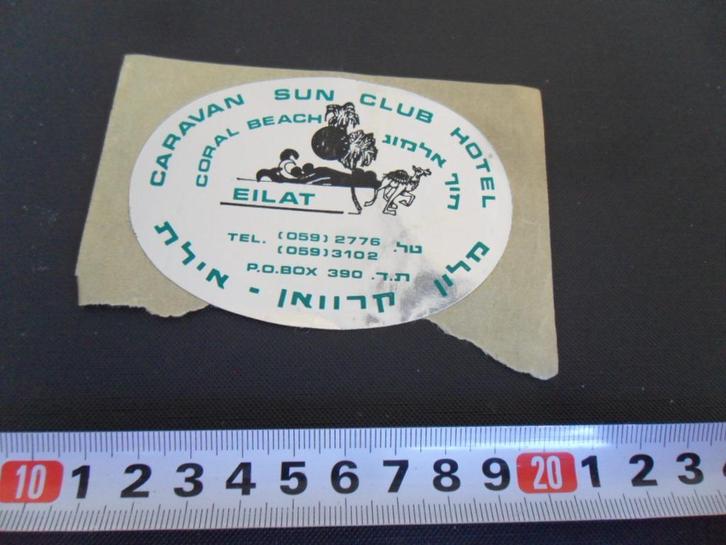 CARAVAN SUN CLUB HOTEL
CORAL BEACH
חוף אלמוג
EILAT
TEL. (059) 2776 טל.
(059) 3102
P.O.BOX 390 ת.ד.
מלון קרוואן - אילת
10 1 2 3 4 5 6 7 8 9 20 1 2 3